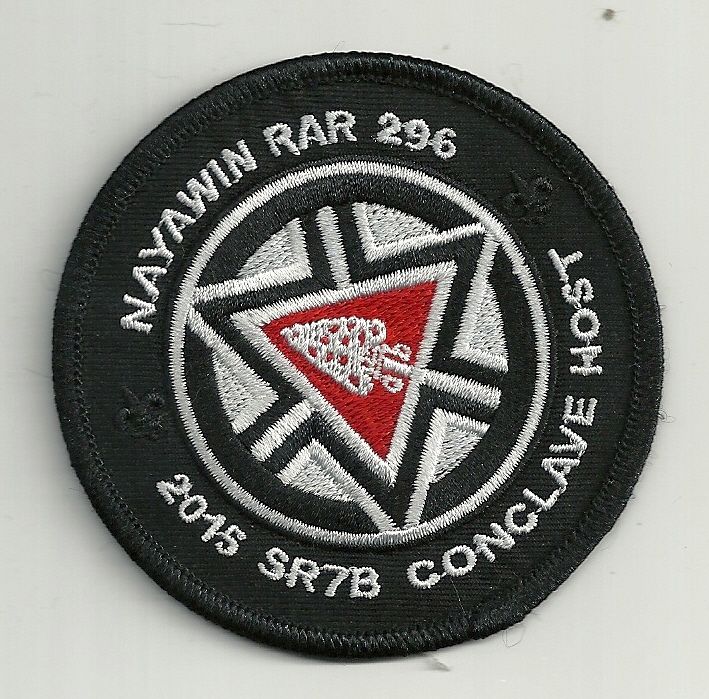 NAYAWIN RAR 296
2015 SR7B CONCLAVE HOST